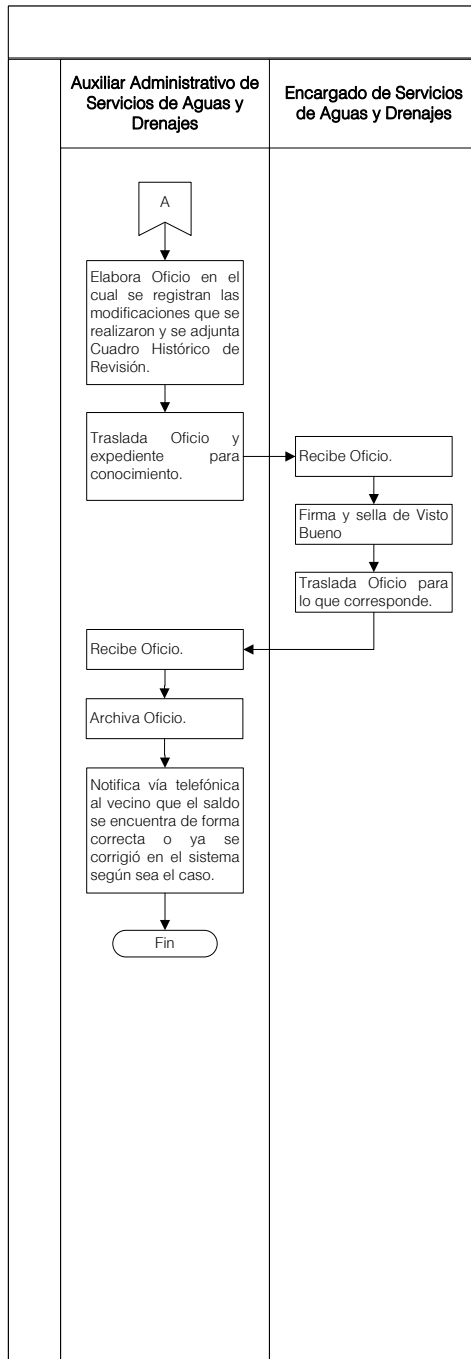 Auxiliar Administrativo de
Servicios de Aguas y
Drenajes
Encargado de Servicios
de Aguas y Drenajes
A
Elabora Oficio en el
cual se registran las
modificaciones que se
realizaron y se adjunta
Cuadro Histórico de
Revisión.
Traslada Oficio y
expediente para
conocimiento.
Recibe Oficio.
Firma y sella de Visto
Bueno
Traslada Oficio para
lo que corresponde.
Recibe Oficio.
Archiva Oficio.
Notifica vía telefónica
al vecino que el saldo
se encuentra de forma
correcta o ya se
corrigió en el sistema
según sea el caso.
Fin